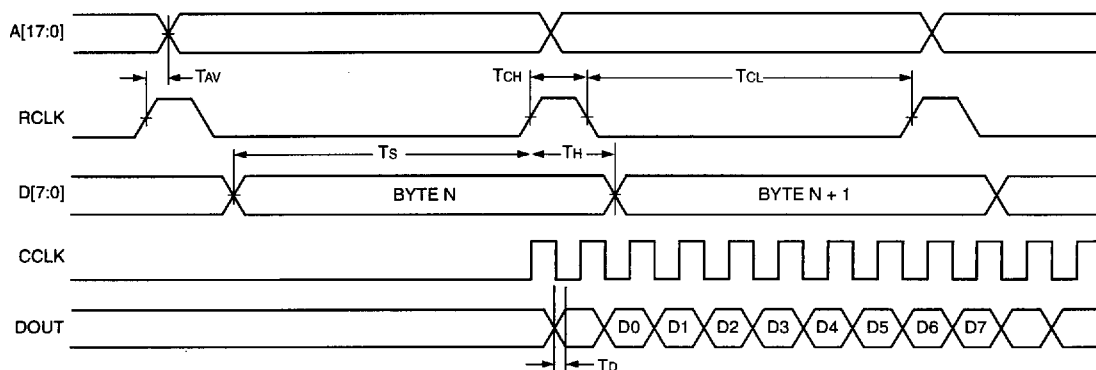 A[17:0]
TAV
TCH
TCL
RCLK
TS
TH
D[7:0]
BYTE N
BYTE N + 1
CCLK
DOUT
D0 D1 D2 D3 D4 D5 D6 D7
TD